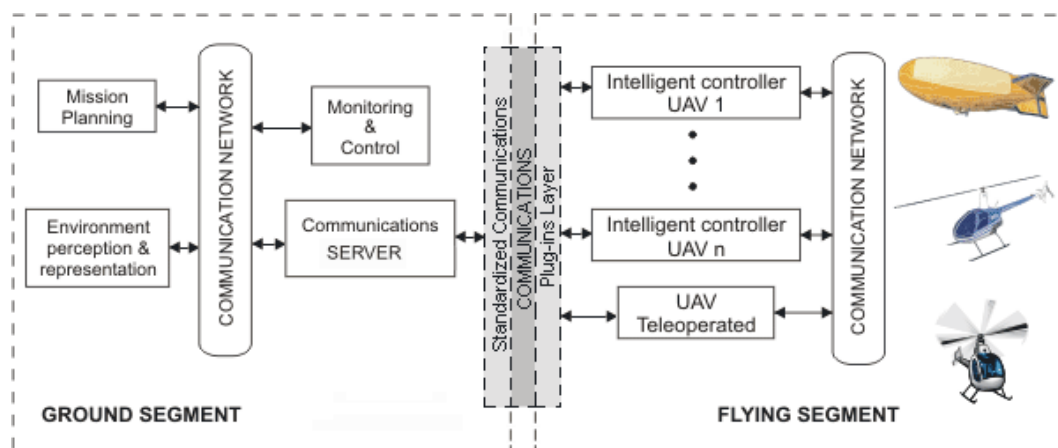 Mission
Planning
Environment
perception &
representation
COMMUNICATION NETWORK
Monitoring
&
Control
Communications
SERVER
Standardized Communications
COMMUNICATIONS
Plug-ins Layer
Intelligent controller
UAV 1
Intelligent controller
UAV n
UAV
Teleoperated
COMMUNICATION NETWORK
GROUND SEGMENT
FLYING SEGMENT